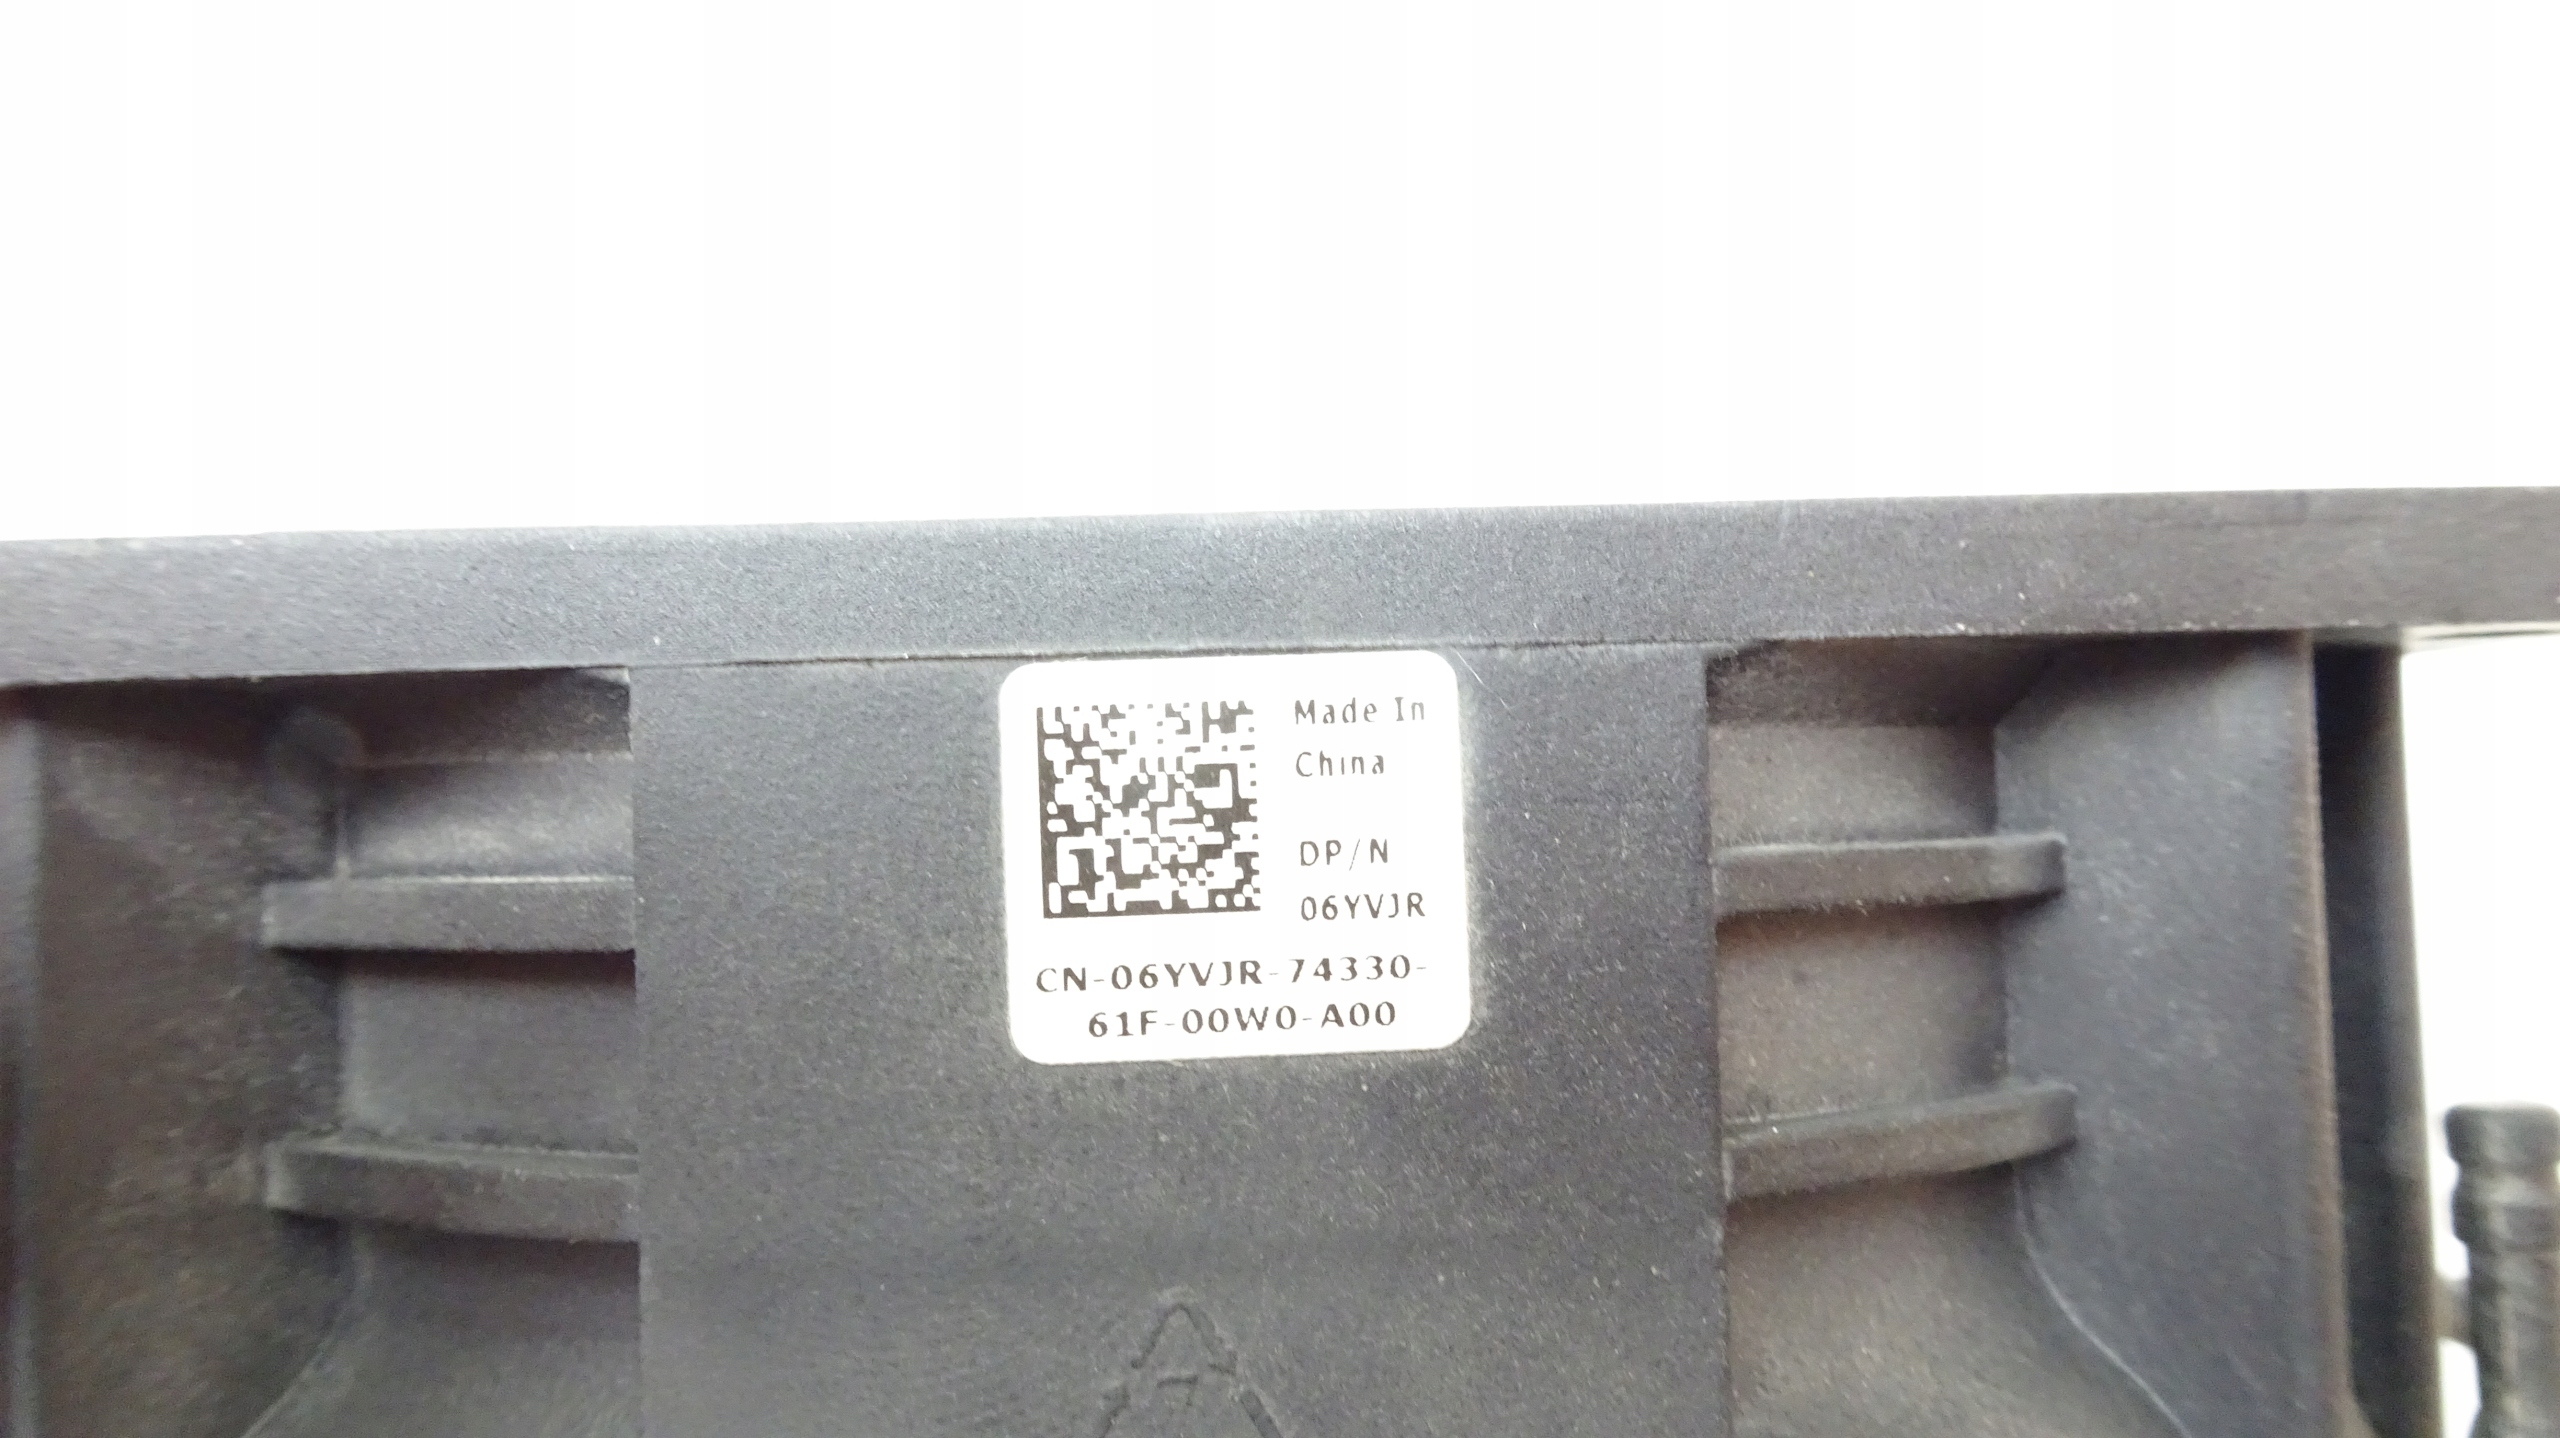 Made In
China
DP/N
06YVJR
CN-06YVJR-74330-
61F-00W0-A00